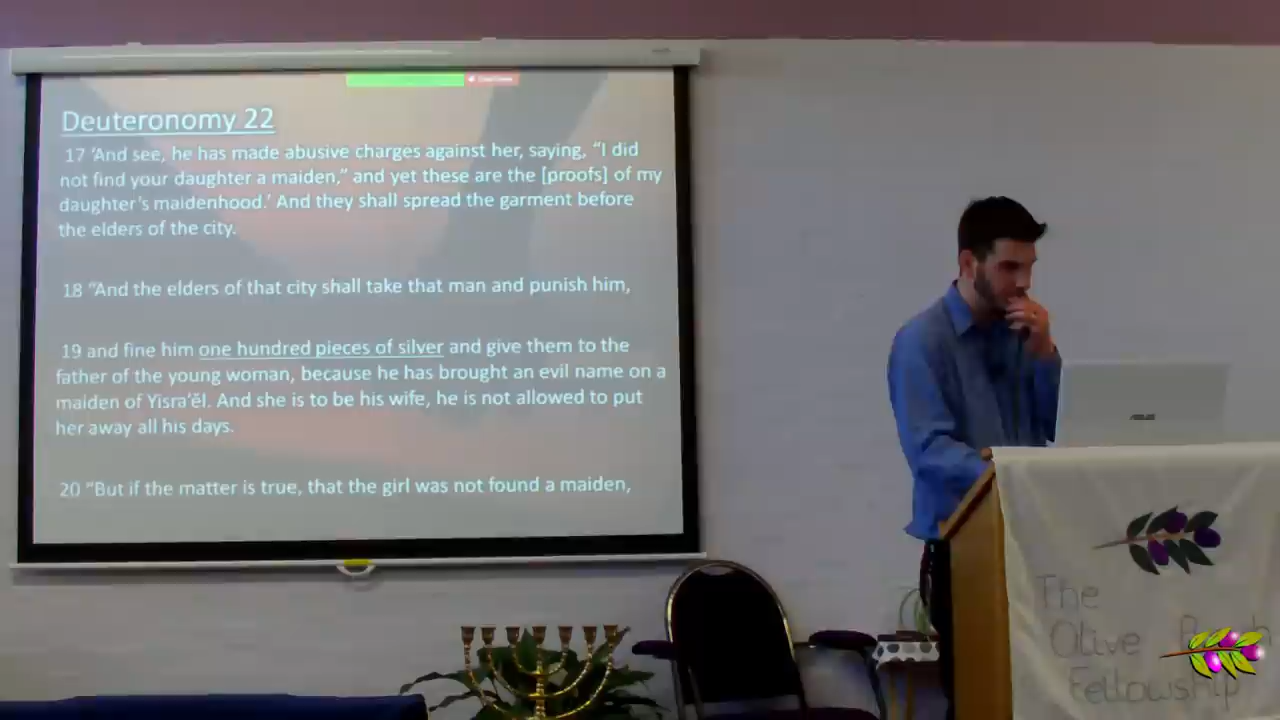 Deuteronomy 22
17 ‘And see, he has made abusive charges against her, saying, “I did
not find your daughter a maiden,” and yet these are the [proofs] of my
daughter's maidenhood.’ And they shall spread the garment before
the elders of the city.
18 “And the elders of that city shall take that man and punish him,
19 and fine him one hundred pieces of silver and give them to the
father of the young woman, because he has brought an evil name on a
maiden of Yisra’ĕl. And she is to be his wife, he is not allowed to put
her away all his days.
20 “But if the matter is true, that the girl was not found a maiden,
ASUS
The
Olive
Fellowship